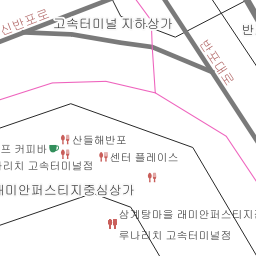 신반포로
고속터미널 지하상가
반
반포대로
산들해반포
프 커피바
센터 플레이스
나리치 고속터미널점
래미안퍼스티지중심상가
삼계탕마을 래미안퍼스티지
루나리치 고속터미널점